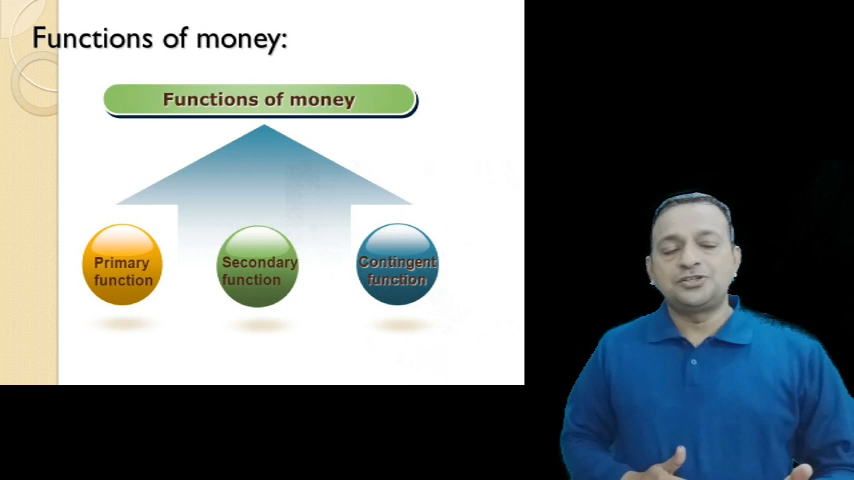 Functions of money:
Functions of money
Primary
function
Secondary
function
Contingent
function